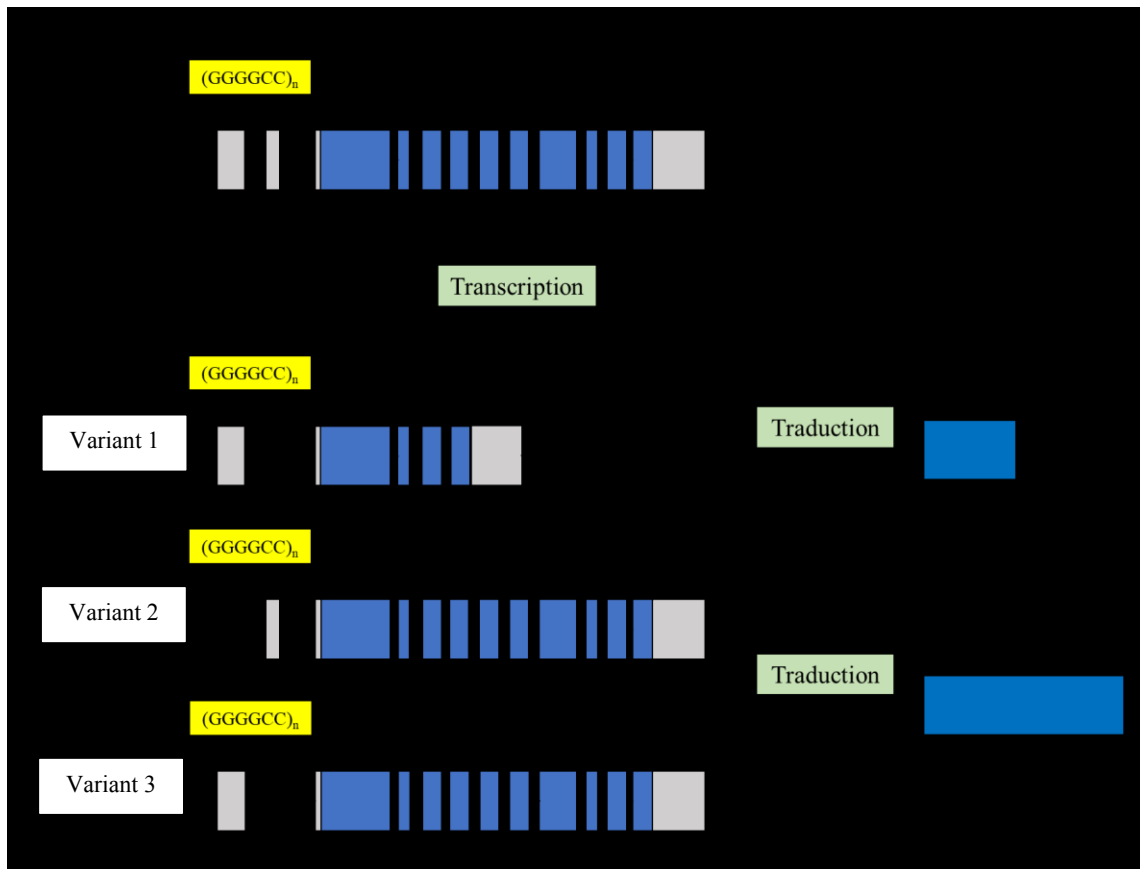 (GGGGCC)n
Transcription
(GGGGCC)n
Variant 1
Traduction
(GGGGCC)n
Variant 2
Traduction
(GGGGCC)n
Variant 3